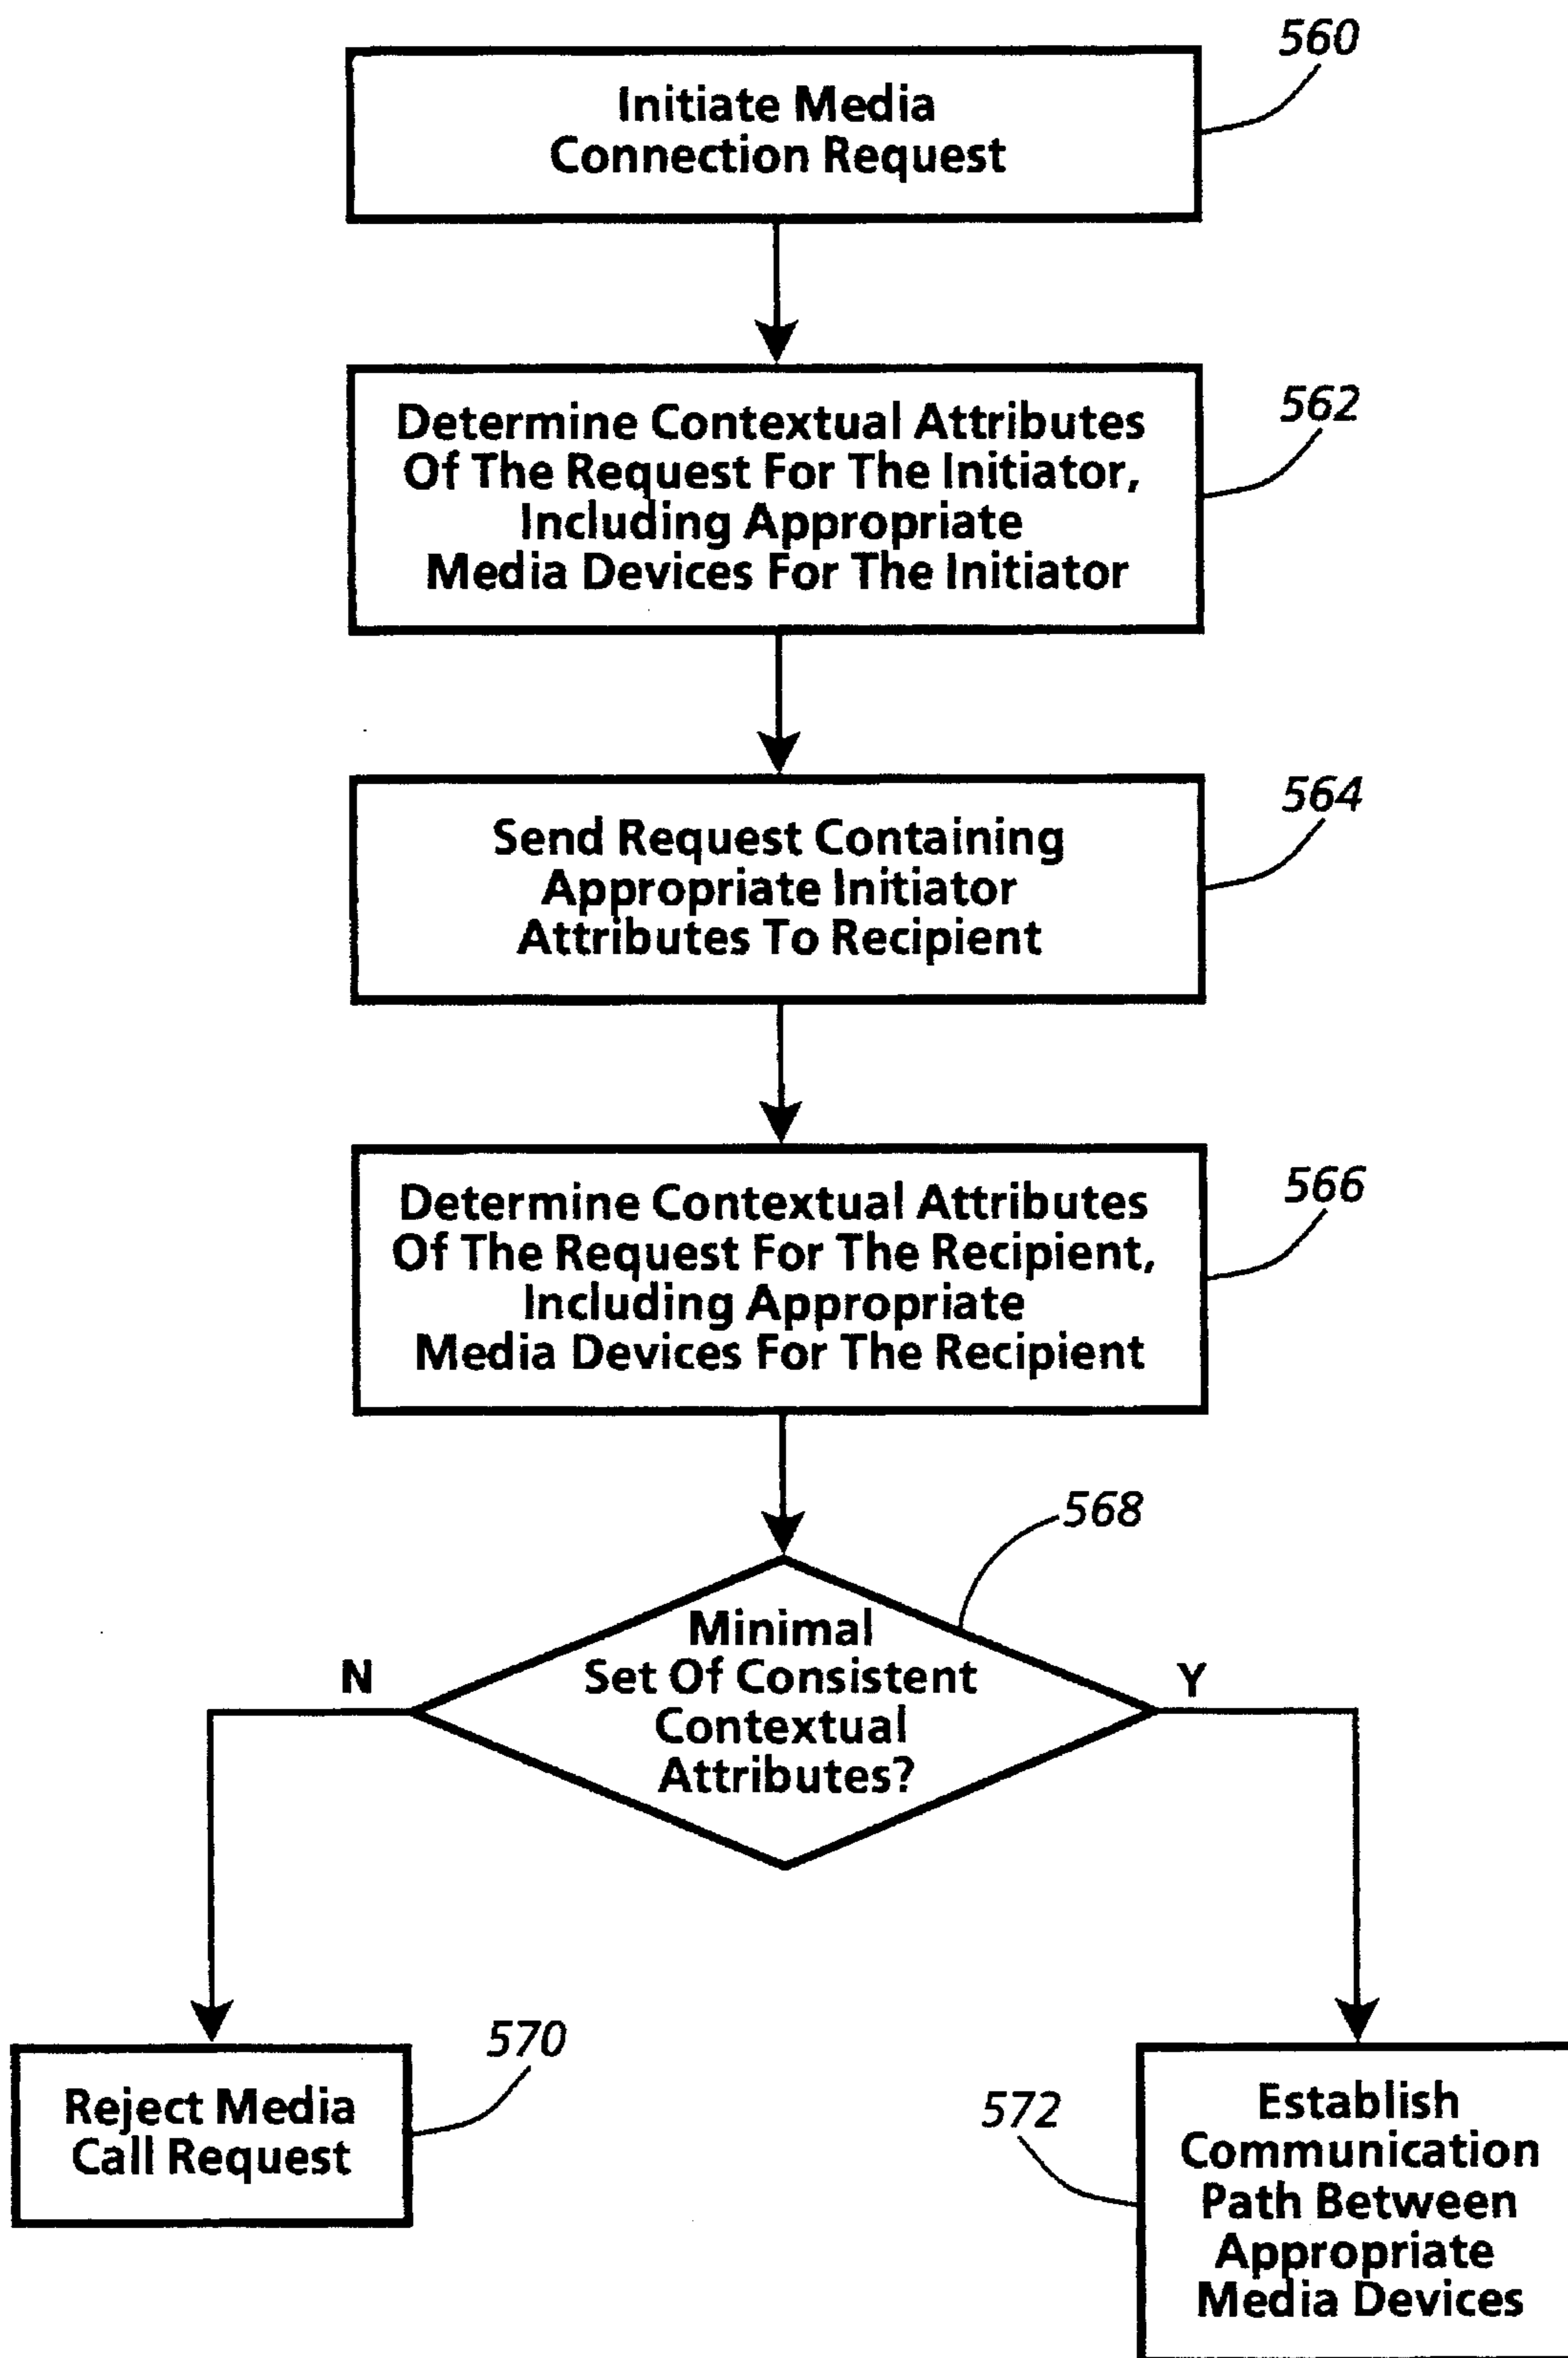 560
Initiate Media
Connection Request
562
Determine Contextual Attributes
Of The Request For The Initiator,
Including Appropriate
Media Devices For The Initiator
564
Send Request Containing
Appropriate Initiator
Attributes To Recipient
566
Determine Contextual Attributes
Of The Request For The Recipient,
Including Appropriate
Media Devices For The Recipient
568
Minimal
Set Of Consistent
Contextual
Attributes?
N
Y
570
Reject Media
Call Request
572
Establish
Communication
Path Between
Appropriate
Media Devices